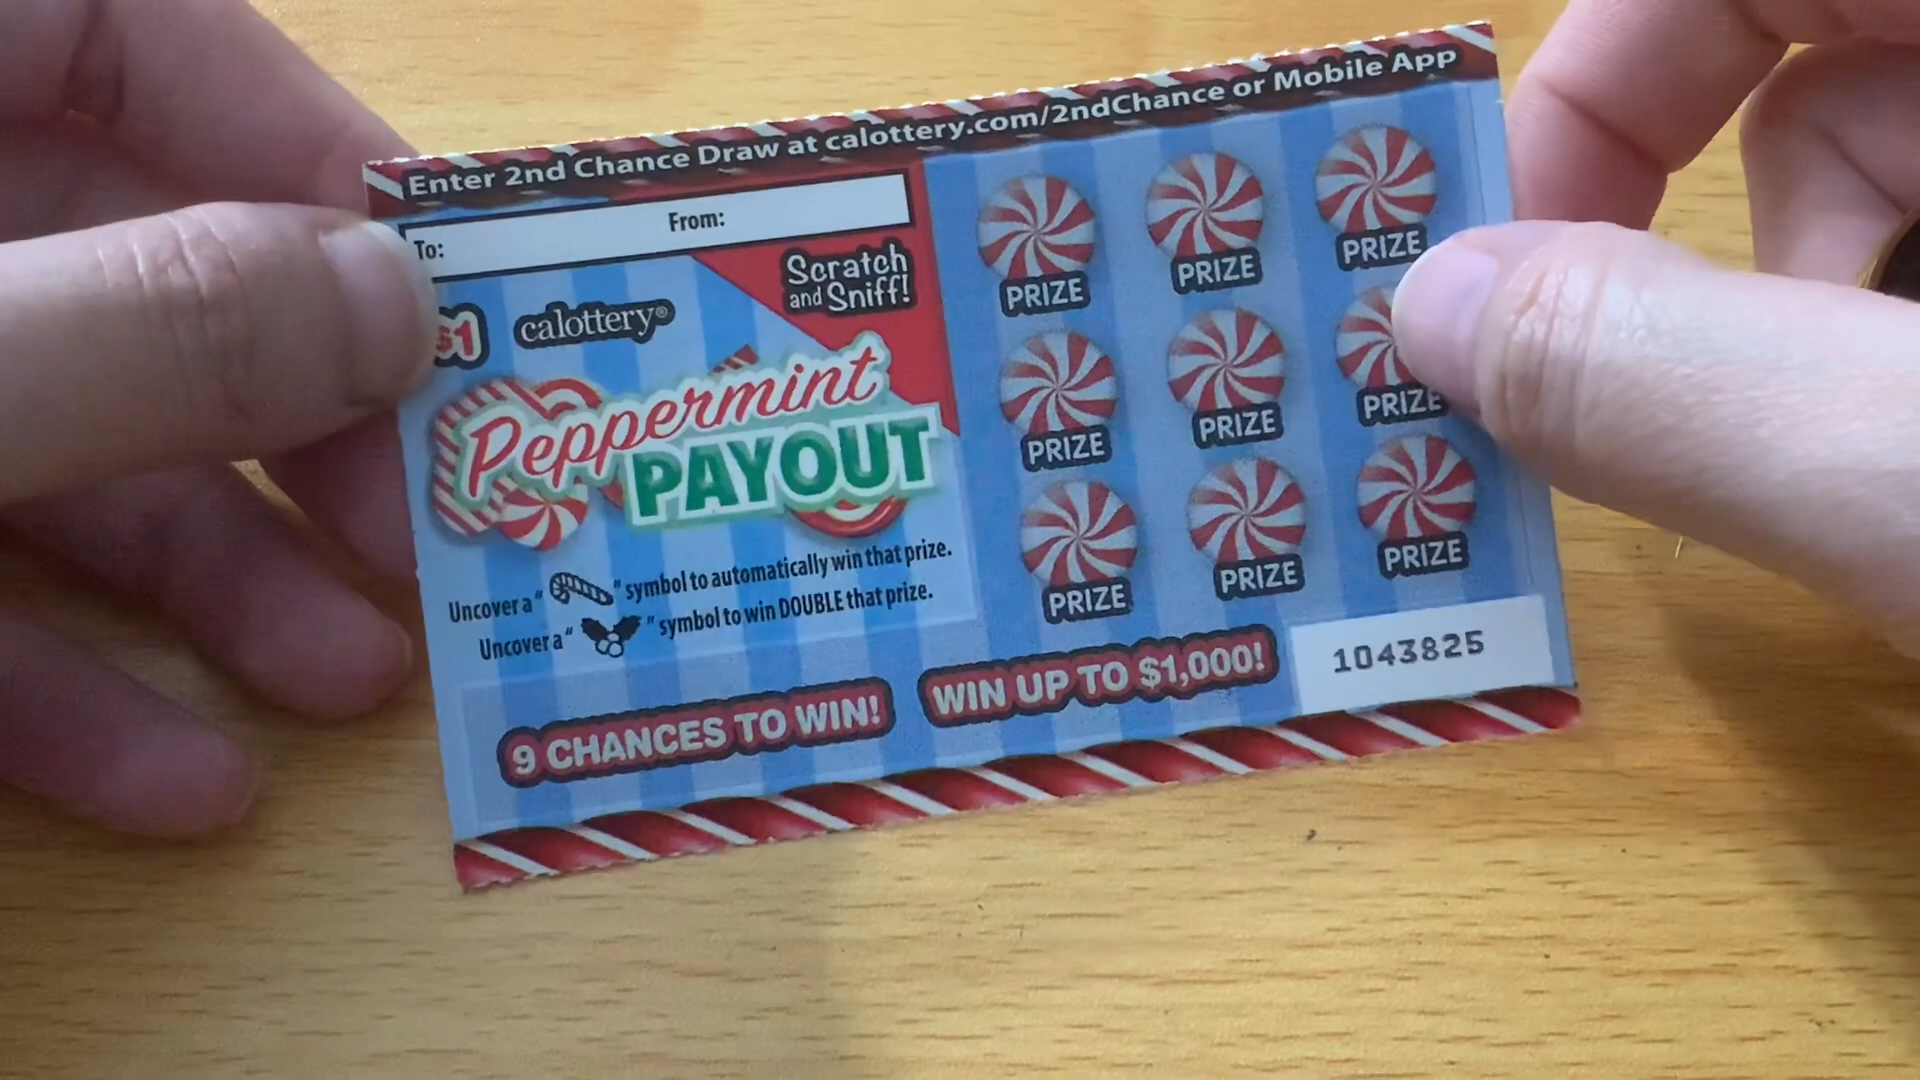 Enter 2nd Chance Draw at calottery.com/2ndChance or Mobile App
To: From:
$1 calottery®
Scratch
and Sniff!
Peppermint
PAYOUT
Uncover a " " symbol to automatically win that prize.
Uncover a " " symbol to win DOUBLE that prize.
9 CHANCES TO WIN!
PRIZE PRIZE PRIZE
PRIZE PRIZE PRIZE
PRIZE PRIZE PRIZE
WIN UP TO $1,000!
1043825